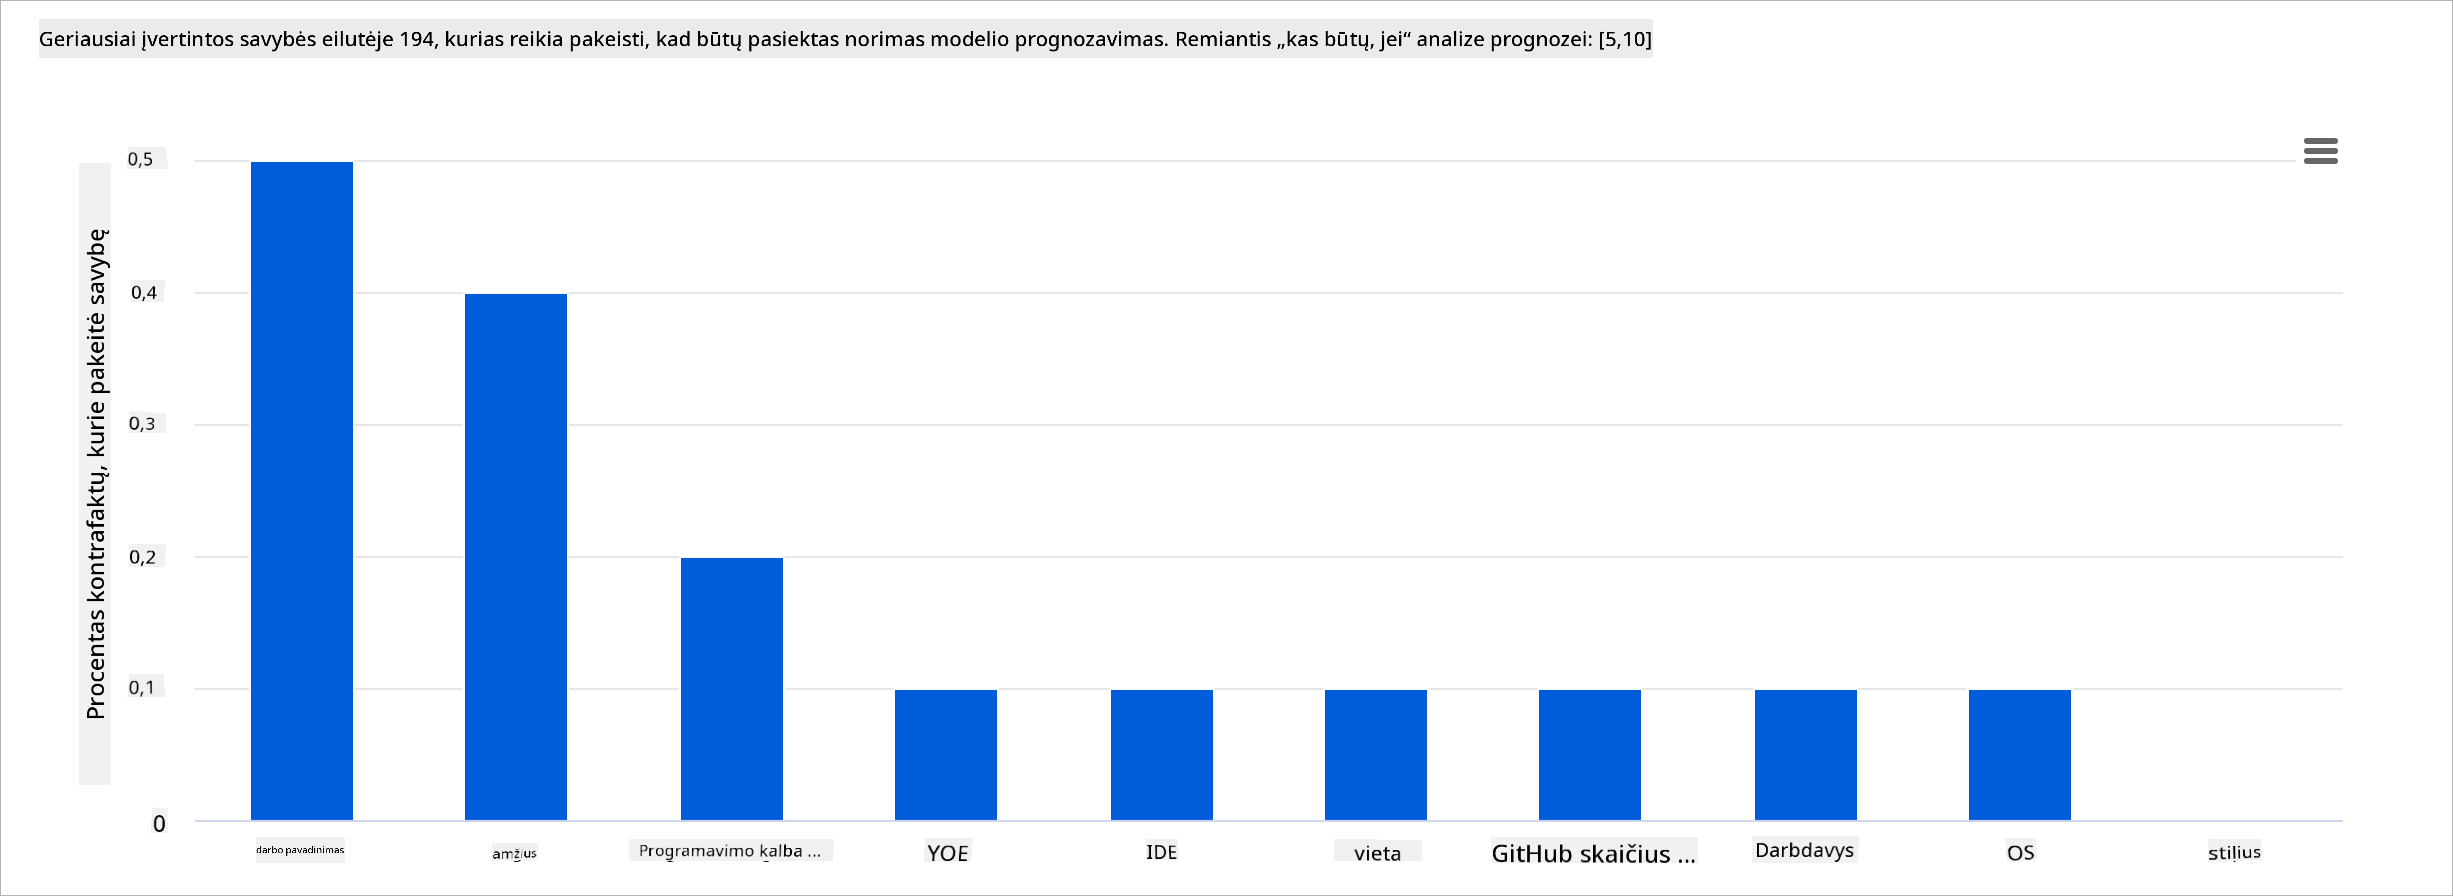 Geriausiai įvertintos savybės eilutėje 194, kurias reikia pakeisti, kad būtų pasiektas norimas modelio prognozavimas. Remiantis „kas būtų, jei“ analize prognozei: [5,10]
Procentas kontrafaktų, kurie pakeitė savybę
0,5
0,4
0,3
0,2
0,1
0
darbo pavadinimas
amžius
Programavimo kalba ...
YOE
IDE
vieta
GitHub skaičius ...
Darbdavys
OS
stilius